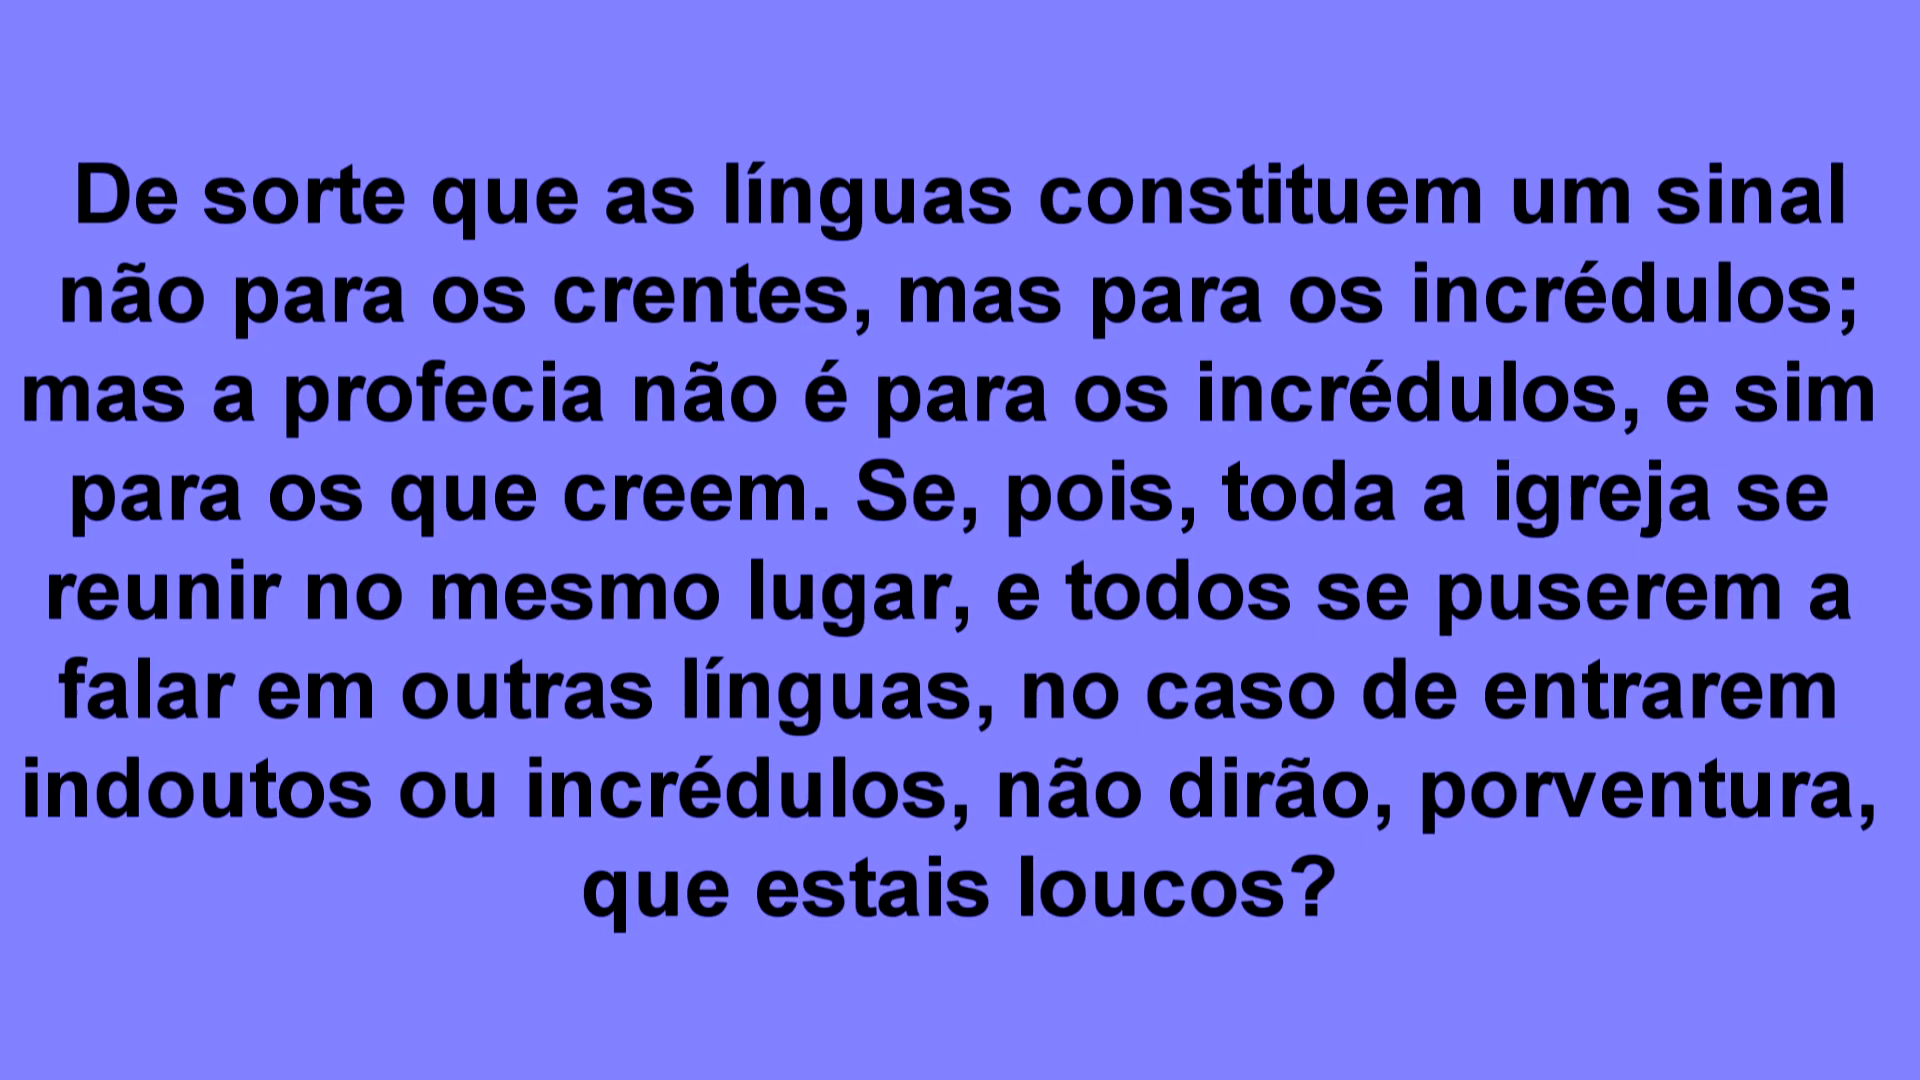 De sorte que as línguas constituem um sinal
não para os crentes, mas para os incrédulos;
mas a profecia não é para os incrédulos, e sim
para os que creem. Se, pois, toda a igreja se
reunir no mesmo lugar, e todos se puserem a
falar em outras línguas, no caso de entrarem
indoutos ou incrédulos, não dirão, porventura,
que estais loucos?